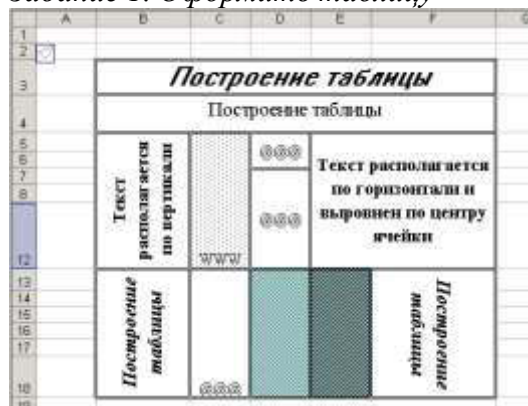 Задание 1. Оформить таблицу
A B C D E F G
1
2
3
4
5
6
7
8
12
13
14
15
16
17
18
19
Построение таблицы
Построение таблицы
Текст
располагается
по вертикали
www
@@@
@@@
Текст располагается
по горизонтали и
выровнен по центру
ячейки
Построение
таблицы
@@@
Построение
таблицы